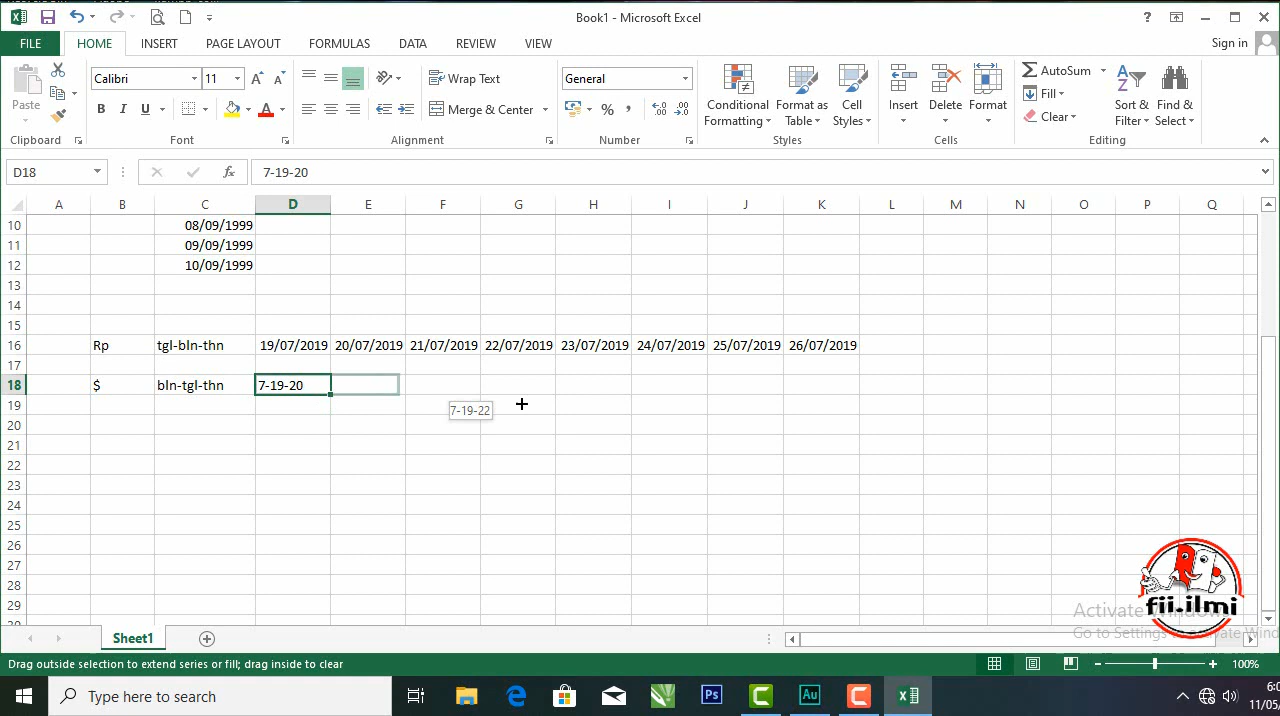 Book1 - Microsoft Excel
FILE HOME INSERT PAGE LAYOUT FORMULAS DATA REVIEW VIEW Sign in
Paste Calibri 11 Wrap Text General Conditional Formatting Format as Table Cell Styles Insert Delete Format AutoSum Fill Clear Sort & Filter Find & Select
B I U A Merge & Center % ,
Clipboard Font Alignment Number Styles Cells Editing
D18 fx 7-19-20
A B C D E F G H I J K L M N O P Q
10 08/09/1999
11 09/09/1999
12 10/09/1999
13
14
15
16 Rp tgl-bln-thn 19/07/2019 20/07/2019 21/07/2019 22/07/2019 23/07/2019 24/07/2019 25/07/2019 26/07/2019
17
18 $ bln-tgl-thn 7-19-20
19 7-19-22
20
21
22
23
24
25
26
27
28
29
fii-ilmi
Activate Windows
Go to Settings to activate
Sheet1
Drag outside selection to extend series or fill; drag inside to clear 100%
Type here to search Ps Au 6:0
11/05/